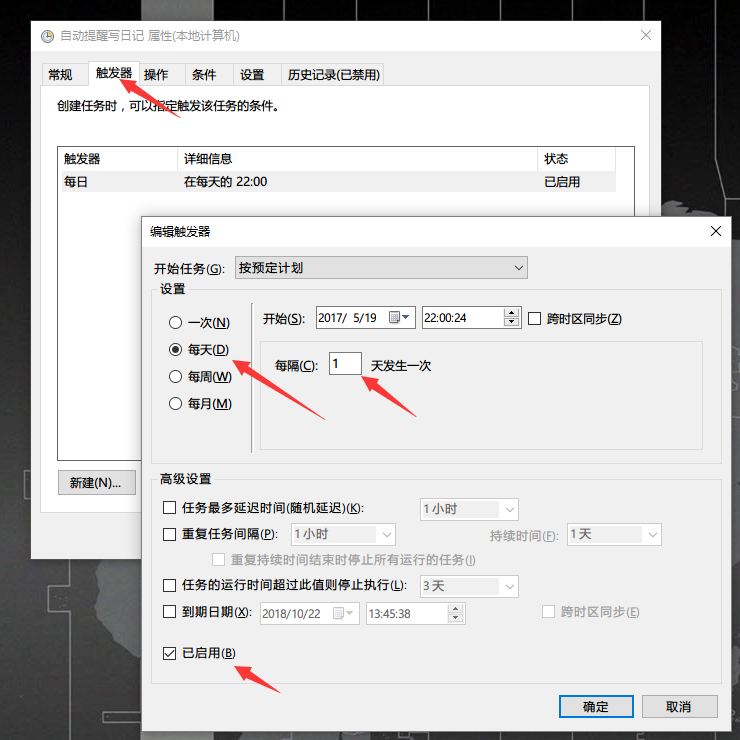 自动提醒写日记 属性(本地计算机)
常规 触发器 操作 条件 设置 历史记录(已禁用)
创建任务时，可以指定触发该任务的条件。
触发器 详细信息 状态
每日 在每天的 22:00 已启用
编辑触发器
开始任务(G): 按预定计划
设置
一次(N) 开始(S): 2017/ 5/19 22:00:24 跨时区同步(Z)
每天(D)
每隔(C): 1 天发生一次
每周(W)
每月(M)
新建(N)...
高级设置
任务最多延迟时间(随机延迟)(K): 1 小时
重复任务间隔(P): 1 小时 持续时间(F): 1 天
重复持续时间结束时停止所有运行的任务(I)
任务的运行时间超过此值则停止执行(L): 3 天
到期日期(X): 2018/10/22 13:45:38 跨时区同步(E)
已启用(B)
确定 取消